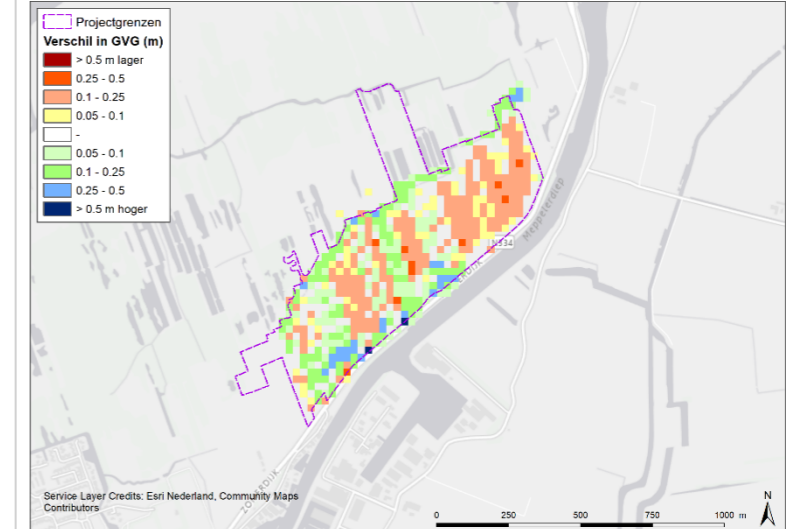 Projectgrenzen
Verschil in GVG (m)
> 0.5 m lager
0.25 - 0.5
0.1 - 0.25
0.05 - 0.1
-
0.05 - 0.1
0.1 - 0.25
0.25 - 0.5
> 0.5 m hoger
Meppelerdiep
N334
ZOMERDIJK
Service Layer Credits: Esri Nederland, Community Maps
Contributors
0 250 500 750 1000 m
N